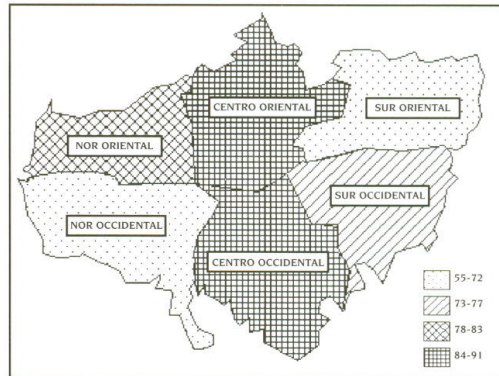 CENTRO ORIENTAL
SUR ORIENTAL
NOR ORIENTAL
SUR OCCIDENTAL
NOR OCCIDENTAL
CENTRO OCCIDENTAL
55-72
73-77
78-83
84-91